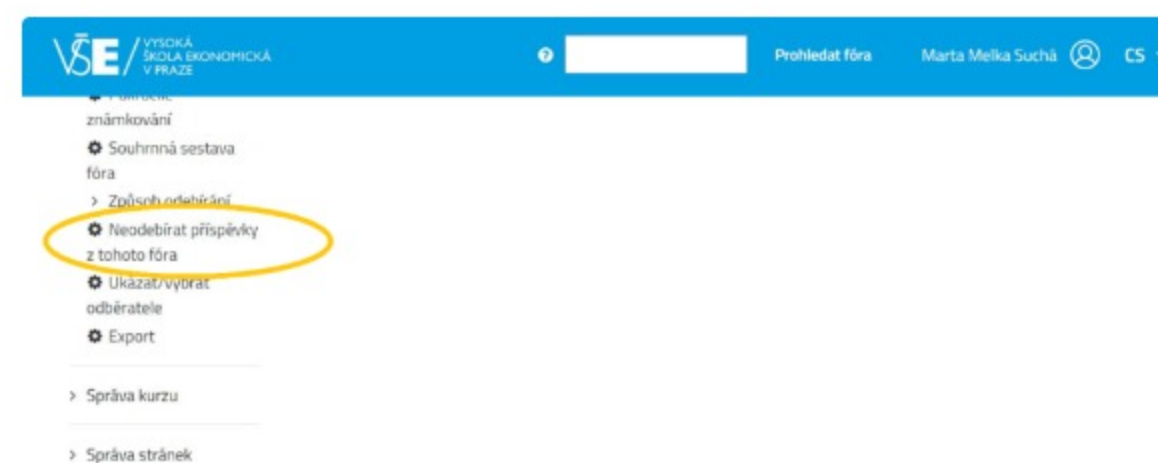 VŠE / VYSOKÁ
ŠKOLA EKONOMICKÁ
V PRAZE
Prohledat fóra
Marta Melka Suchá
CS
známkování
Souhrnná sestava
fóra
> Způsob odebírání
Neodebírat příspěvky
z tohoto fóra
Ukázat/vybrat
odběratele
Export
> Správa kurzu
> Správa stránek